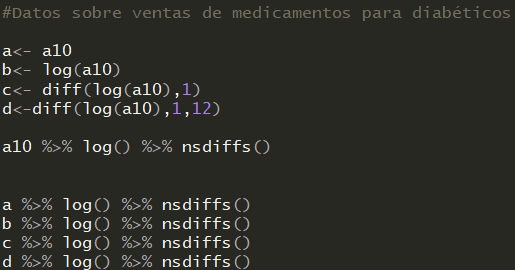 #Datos sobre ventas de medicamentos para diabéticos
a<- a10
b<- log(a10)
c<- diff(log(a10),1)
d<-diff(log(a10),1,12)
a10 %>% log() %>% nsdiffs()
a %>% log() %>% nsdiffs()
b %>% log() %>% nsdiffs()
c %>% log() %>% nsdiffs()
d %>% log() %>% nsdiffs()